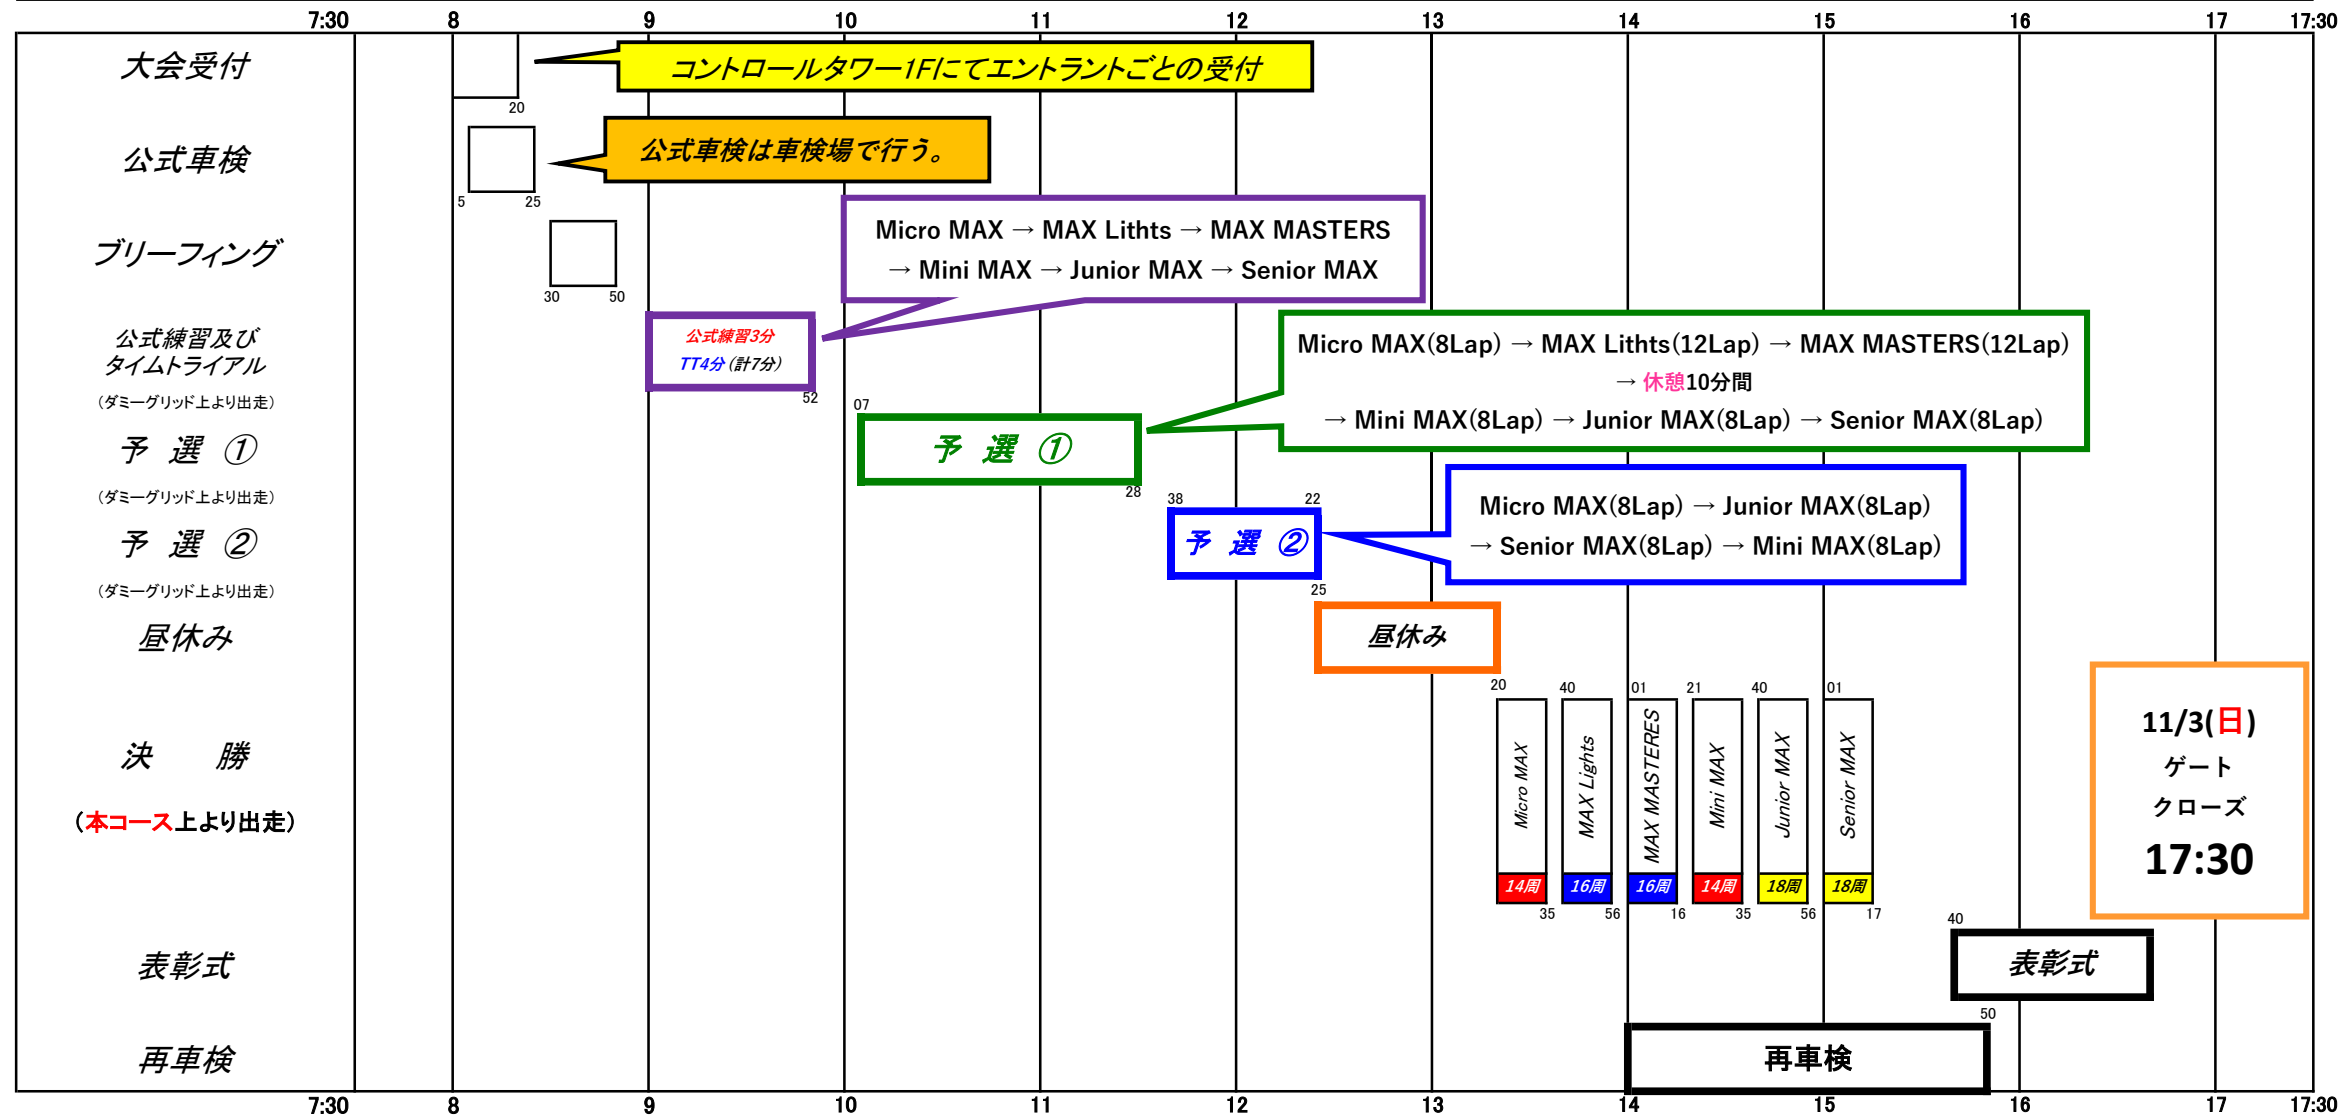 7:30 8 9 10 11 12 13 14 15 16 17 17:30
大会受付
コントロールタワー1Fにてエントラントごとの受付
20
公式車検
公式車検は車検場で行う。
5 25
ブリーフィング
30 50
Micro MAX → MAX Lithts → MAX MASTERS
→ Mini MAX → Junior MAX → Senior MAX
公式練習及び
タイムトライアル
(ダミーグリッド上より出走)
公式練習3分
TT4分 (計7分)
52
Micro MAX(8Lap) → MAX Lithts(12Lap) → MAX MASTERS(12Lap)
→ 休憩10分間
→ Mini MAX(8Lap) → Junior MAX(8Lap) → Senior MAX(8Lap)
予 選 ①
(ダミーグリッド上より出走)
07
予 選 ①
28
予 選 ②
(ダミーグリッド上より出走)
38 22
予 選 ②
25
Micro MAX(8Lap) → Junior MAX(8Lap)
→ Senior MAX(8Lap) → Mini MAX(8Lap)
昼休み
昼休み
決 勝
(本コース上より出走)
20 40 01 21 40 01
Micro MAX
MAX Lights
MAX MASTERES
Mini MAX
Junior MAX
Senior MAX
14周 16周 16周 14周 18周 18周
35 56 16 35 56 17
11/3(日)
ゲート
クローズ
17:30
表彰式
40
表彰式
再車検
50
再車検
7:30 8 9 10 11 12 13 14 15 16 17 17:30